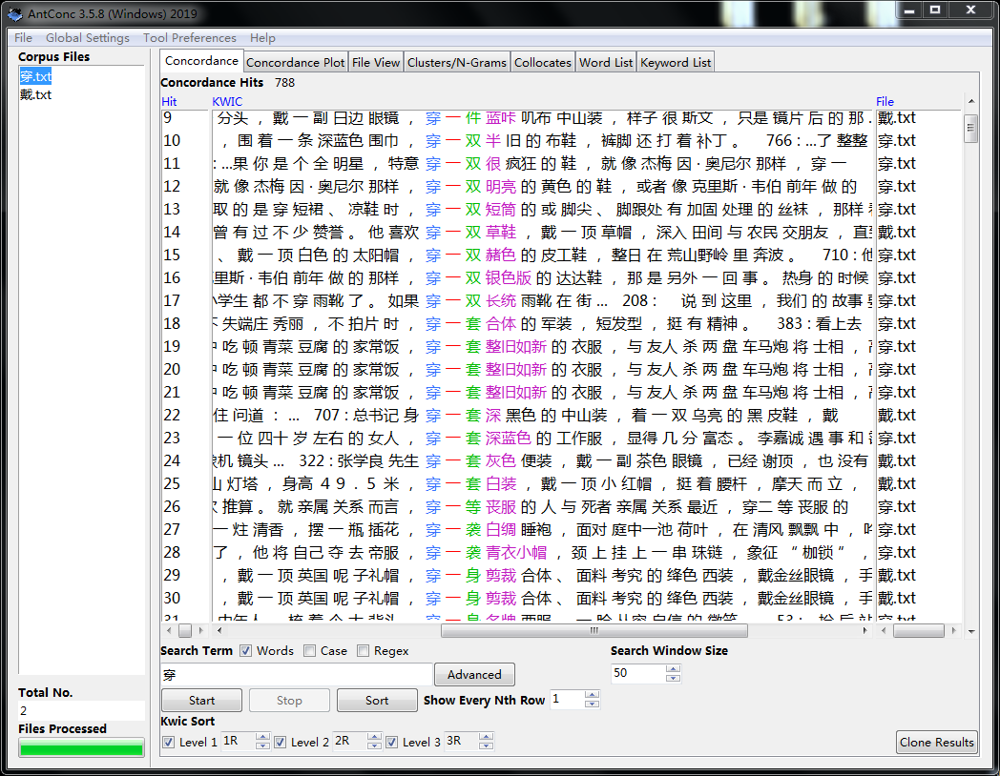 AntConc 3.5.8 (Windows) 2019
File Global Settings Tool Preferences Help
Corpus Files
穿.txt
戴.txt
Total No.
2
Files Processed
Concordance Concordance Plot File View Clusters/N-Grams Collocates Word List Keyword List
Concordance Hits 788
Hit KWIC File
9 分头 , 戴 一 副 日边 眼镜 , 穿 一 件 蓝咔 叽布 中山装 , 样子 很 斯文 , 只是 镜片 后 的 那 . 戴.txt
10 , 围 着 一 条 深蓝色 围巾 , 穿 一 双 半 旧 的 布鞋 , 裤脚 还 打 着 补丁 。 766 : ...了 整整 穿.txt
11 : ...果 你 是 个 全 明星 , 特意 穿 一 双 很 疯狂 的 鞋 , 就 像 杰梅 因 · 奥尼尔 那样 , 穿 一 穿.txt
12 就 像 杰梅 因 · 奥尼尔 那样 , 穿 一 双 明亮 的 黄色 的 鞋 , 或者 像 克里斯 · 韦伯 前年 做 的 穿.txt
13 取 的 是 穿 短裙 、 凉鞋 时 , 穿 一 双 短简 的 或 脚尖 、 脚跟处 有 加固 处理 的 丝袜 , 那样 穿.txt
14 曾 有 过 不 少 赞誉 。 他 喜欢 穿 一 双 草鞋 , 戴 一 顶 草帽 , 深入 田间 与 农民 交朋友 , 戴.txt
15 、 戴 一 顶 白色 的 太阳帽 , 穿 一 双 赭色 的 皮工鞋 , 整日 在 荒山野岭 里 奔波 。 710 : 他 穿.txt
16 里斯 · 韦伯 前年 做 的 那样 , 穿 一 双 银色版 的 达达鞋 , 那 是 另外 一 回 事 。 热身 的 时候 穿.txt
17 小学生 都 不 穿 雨靴 了 。 如果 穿 一 双 长统 雨靴 在 街 ... 208 : 说 到 这里 , 我们 的 故事 穿.txt
18 失端庄 秀丽 , 不 拍片 时 , 穿 一 套 合体 的 军装 , 短发型 , 挺 有 精神 。 383 : 看上去 穿.txt
19 吃 顿 青菜 豆腐 的 家常饭 , 穿 一 套 整旧如新 的 衣服 , 与 友人 杀 两 盘 车马炮 将 士相 , 穿.txt
20 吃 顿 青菜 豆腐 的 家常饭 , 穿 一 套 整旧如新 的 衣服 , 与 友人 杀 两 盘 车马炮 将 士相 , 穿.txt
21 吃 顿 青菜 豆腐 的 家常饭 , 穿 一 套 整旧如新 的 衣服 , 与 友人 杀 两 盘 车马炮 将 士相 , 穿.txt
22 住 问道 : ... 707 : 总书记 身 穿 一 套 深 黑色 的 中山装 , 着 一 双 乌亮 的 黑 皮鞋 , 戴 戴.txt
23 一 位 四十 岁 左右 的 女人 , 穿 一 套 深蓝色 的 工作服 , 显得 几 分 富态 。 李嘉诚 遇 事 和 穿.txt
24 机 镜头 ... 322 : 张学良 先生 穿 一 套 灰色 便装 , 戴 一 副 茶色 眼镜 , 已经 谢顶 , 也 没有 戴.txt
25 山 灯塔 , 身高 4 9 . 5 米 , 穿 一 套 白装 , 戴 一 顶 小 红帽 , 挺 着 腰杆 , 摩天 而 立 , 戴.txt
26 推算 。 就 亲属 关系 而言 , 穿 一 等 丧服 的 人 与 死者 亲属 关系 最近 , 穿二 等 丧服 的 穿.txt
27 一 炷 清香 , 摆 一 瓶 插花 , 穿 一 袭 白绸 睡袍 , 面对 庭中一池 荷叶 , 在 清风 飘飘 中 , 穿.txt
28 了 , 他 将 自己 夺 去 帝服 , 穿 一 袭 青衣小帽 , 颈 上 挂 上 一 串 珠链 , 象征 “ 枷锁 ” , 穿.txt
29 , 戴 一 顶 英国 呢 子礼帽 , 穿 一 身 剪裁 合体 、 面料 考究 的 绛色 西装 , 戴金丝眼镜 , 手 戴.txt
30 , 戴 一 顶 英国 呢 子礼帽 , 穿 一 身 剪裁 合体 、 面料 考究 的 绛色 西装 , 戴金丝眼镜 , 手 戴.txt
Search Term Words Case Regex Search Window Size
穿 Advanced 50
Start Stop Sort Show Every Nth Row 1
Kwic Sort
Level 1 1R Level 2 2R Level 3 3R Clone Results